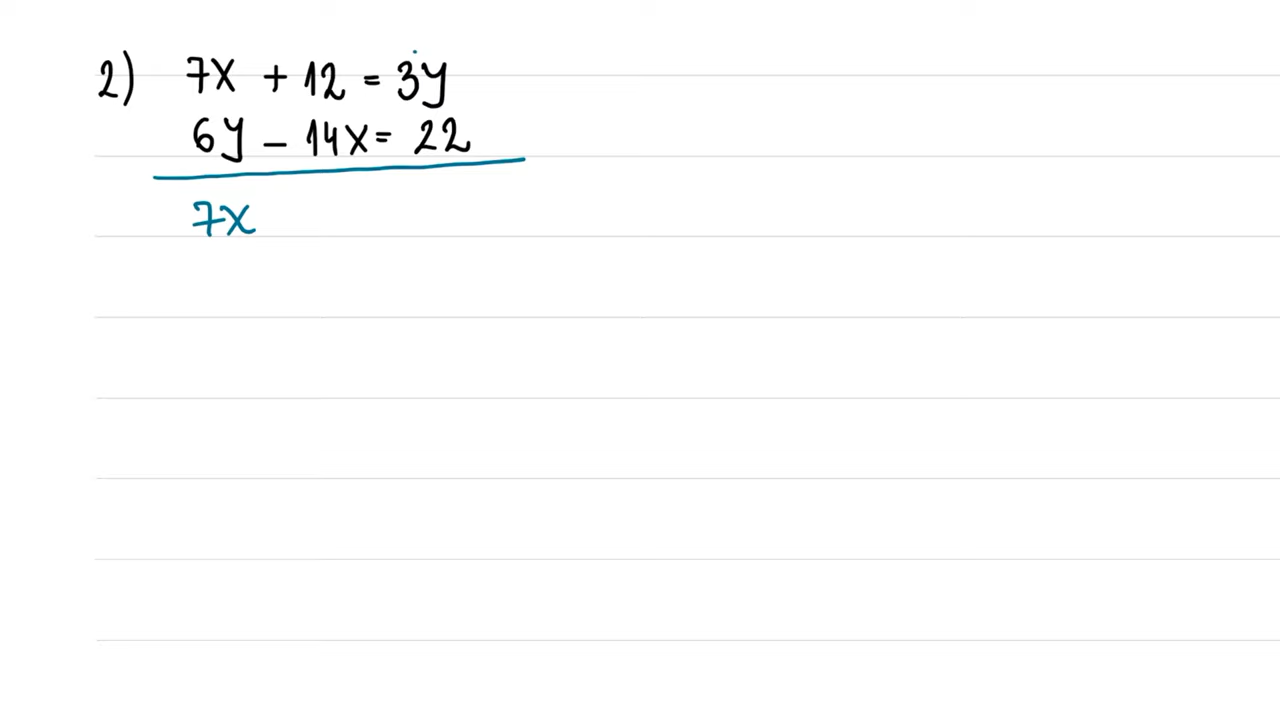 2) 7x + 12 = 3y
6y - 14x = 22
7x